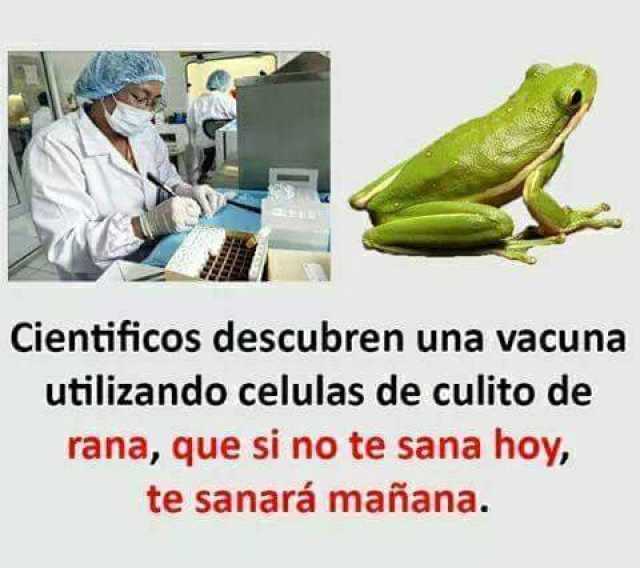 Cientificos descubren una vacuna
utilizando celulas de culito de
rana, que si no te sana hoy,
te sanará mañana.